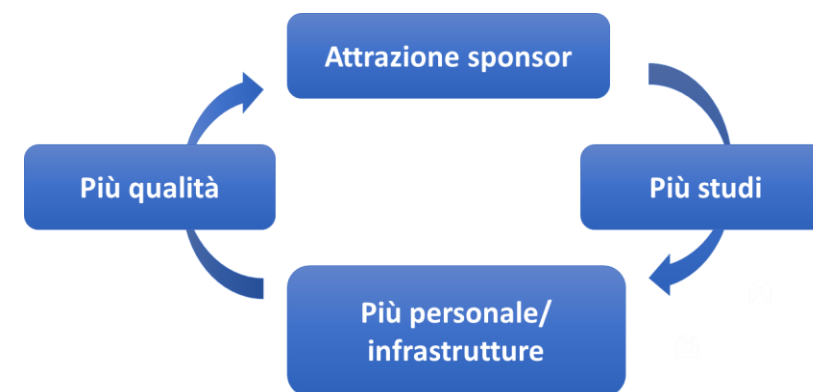 Attrazione sponsor
Più qualità
Più studi
Più personale/
infrastrutture